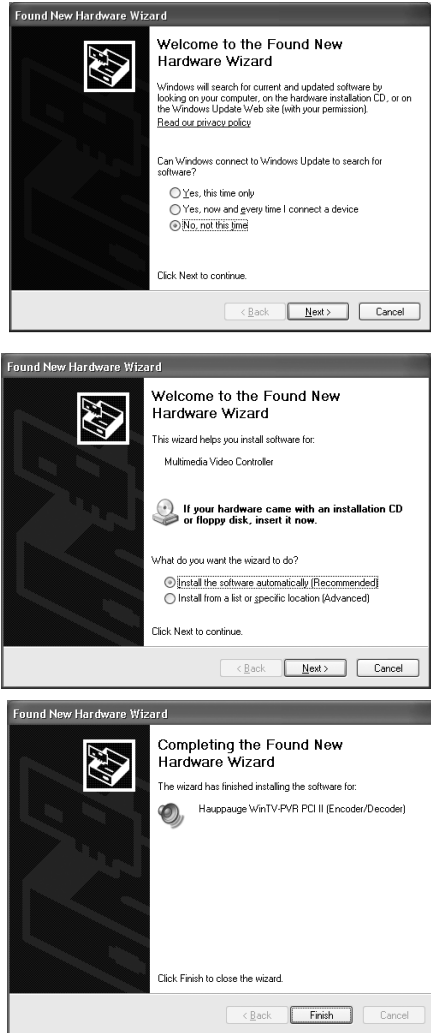 Found New Hardware Wizard
Welcome to the Found New
Hardware Wizard
Windows will search for current and updated software by
looking on your computer, on the hardware installation CD, or on
the Windows Update Web site (with your permission).
Read our privacy policy
Can Windows connect to Windows Update to search for
software?
Yes, this time only
Yes, now and every time I connect a device
No, not this time
Click Next to continue.
< Back
Next >
Cancel
Found New Hardware Wizard
Welcome to the Found New
Hardware Wizard
This wizard helps you install software for:
Multimedia Video Controller
If your hardware came with an installation CD
or floppy disk, insert it now.
What do you want the wizard to do?
Install the software automatically (Recommended)
Install from a list or specific location (Advanced)
Click Next to continue.
< Back
Next >
Cancel
Found New Hardware Wizard
Completing the Found New
Hardware Wizard
The wizard has finished installing the software for:
Hauppauge WinTV-PVR PCI II (Encoder/Decoder)
Click Finish to close the wizard.
< Back
Finish
Cancel